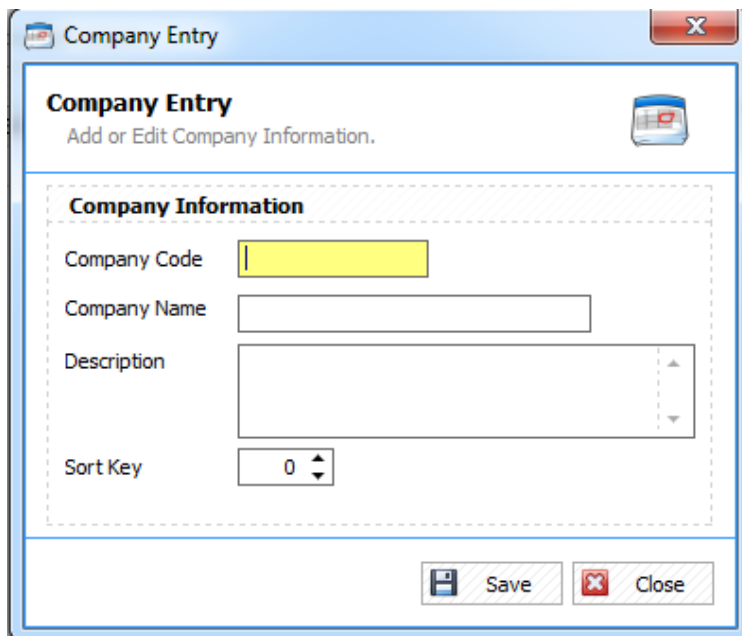 Company Entry
Company Entry
Add or Edit Company Information.
Company Information
Company Code
Company Name
Description
Sort Key 0
Save Close